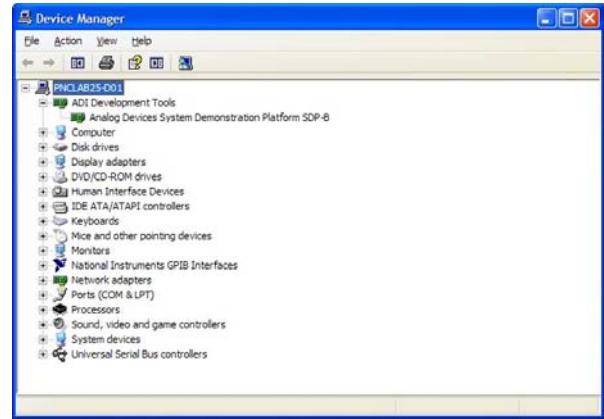 Device Manager
File Action View Help
PNCLAB25-D01
ADI Development Tools
Analog Devices System Demonstration Platform SDP-B
Computer
Disk drives
Display adapters
DVD/CD-ROM drives
Human Interface Devices
IDE ATA/ATAPI controllers
Keyboards
Mice and other pointing devices
Monitors
National Instruments GPIB Interfaces
Network adapters
Ports (COM & LPT)
Processors
Sound, video and game controllers
System devices
Universal Serial Bus controllers